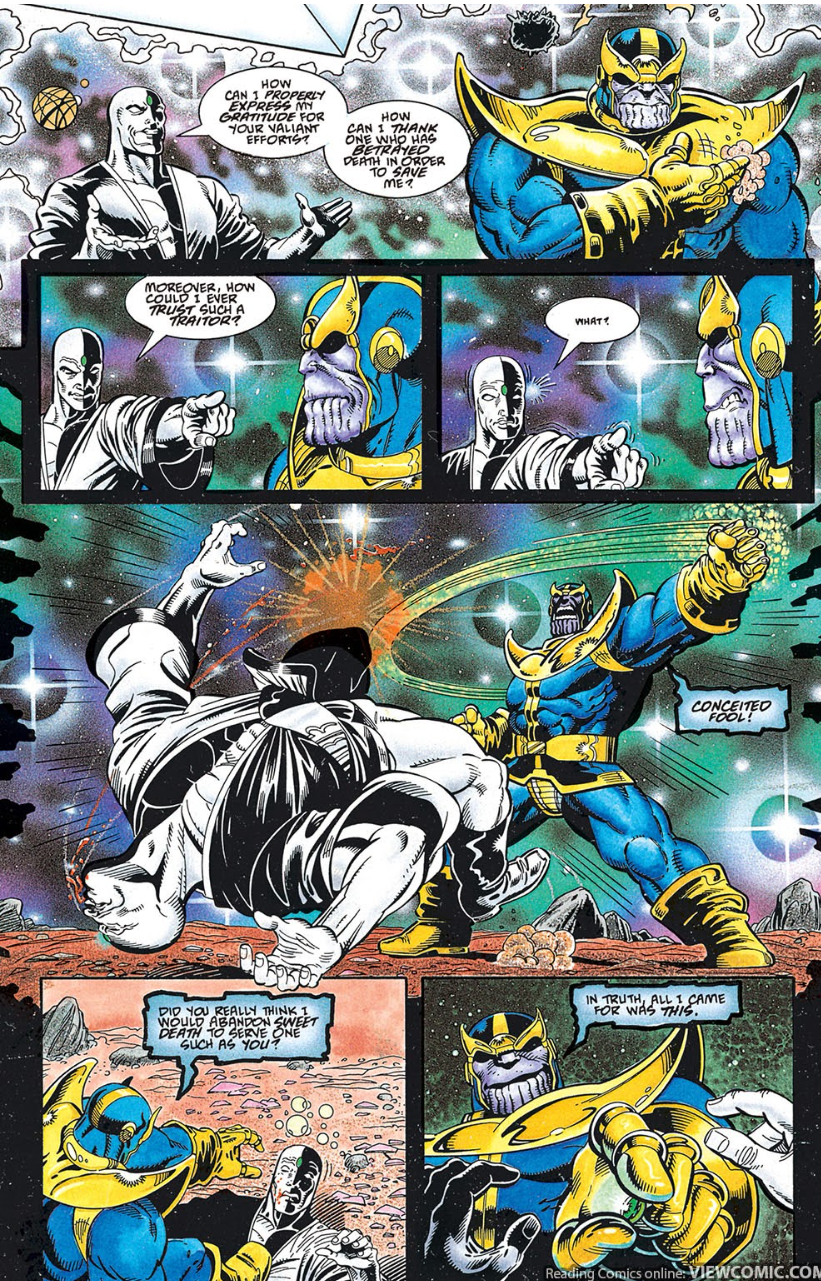 HOW
CAN I PROPERLY
EXPRESS MY
GRATITUDE FOR
YOUR VALIANT
EFFORTS?
HOW
CAN I THANK
ONE WHO HAS
BETRAYED
DEATH IN ORDER
TO SAVE
ME?
MOREOVER, HOW
COULD I EVER
TRUST SUCH A
TRAITOR?
WHAT?
CONCEITED
FOOL!
DID YOU REALLY THINK I
WOULD ABANDON SWEET
DEATH TO SERVE ONE
SUCH AS YOU?
IN TRUTH, ALL I CAME
FOR WAS THIS.
Reading Comics online: VIEWCOMIC.COM